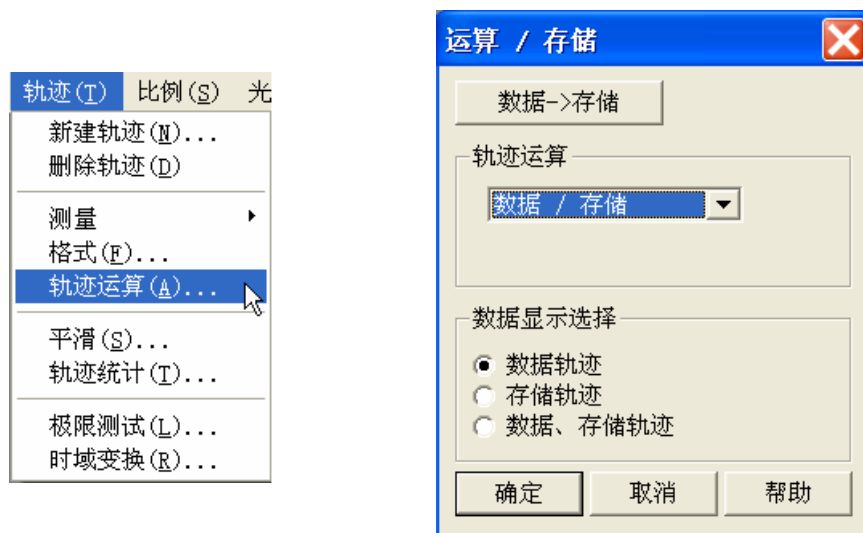 轨迹(T) 比例(S) 光
新建轨迹(N)...
删除轨迹(D)
测量
格式(F)...
轨迹运算(A)...
平滑(S)...
轨迹统计(T)...
极限测试(L)...
时域变换(R)...
运算 / 存储
数据->存储
轨迹运算
数据 / 存储
数据显示选择
数据轨迹
存储轨迹
数据、存储轨迹
确定 取消 帮助